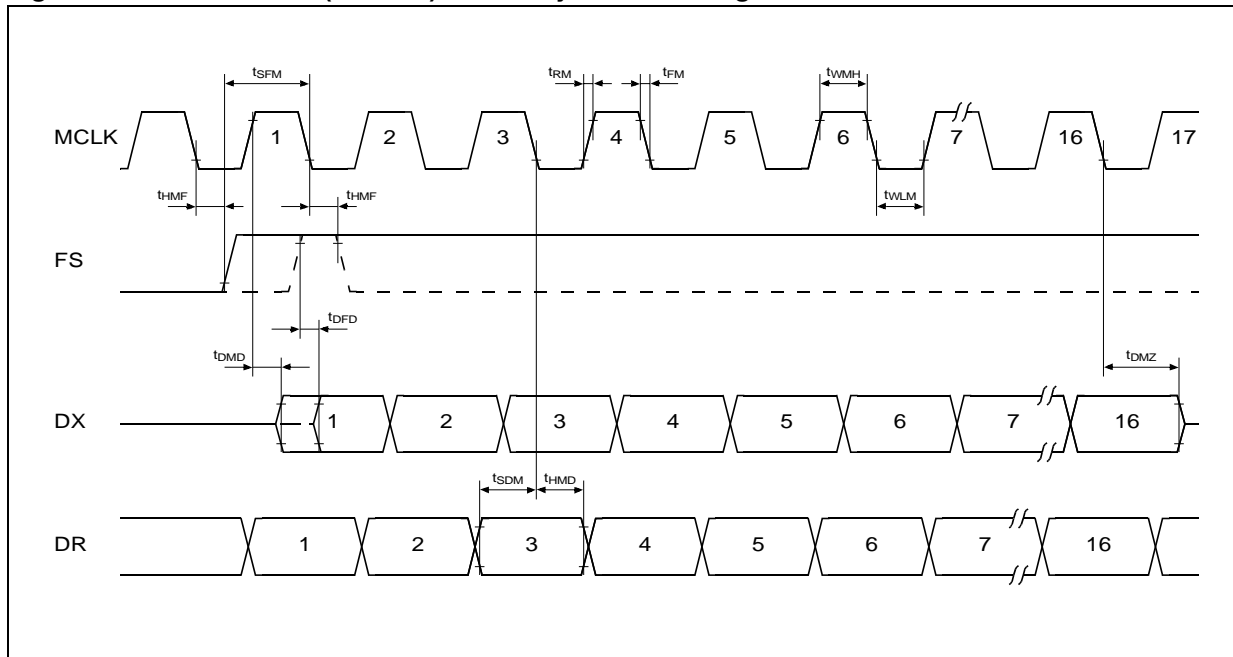 tSFM tRM tFM tWMH
MCLK 1 2 3 4 5 6 7 16 17
tHMF tHMF tWLM
FS
tDFD
tDMD tDMZ
DX 1 2 3 4 5 6 7 16
tSDM tHMD
DR 1 2 3 4 5 6 7 16